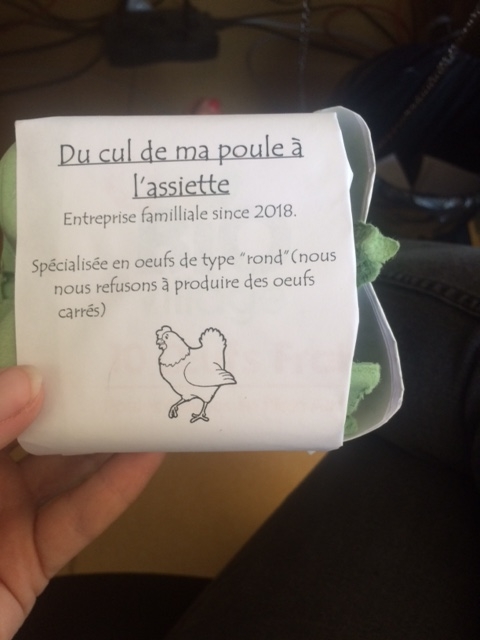 Du cul de ma poule à
l'assiette
Entreprise familliale since 2018.
Spécialisée en oeufs de type "rond"(nous
nous refusons à produire des oeufs
carrés)